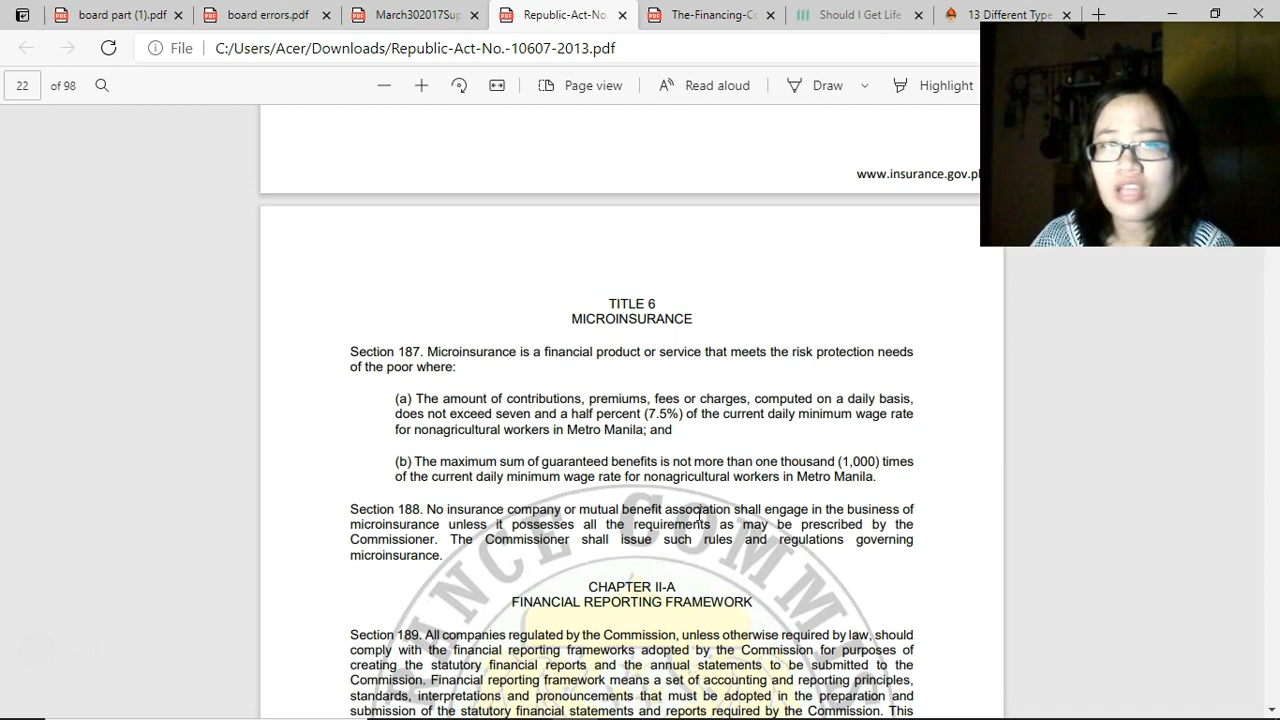 board part (1).pdf
board errors.pdf
March302017Sup
Republic-Act-No.
The-Financing-Co
Should I Get Life
13 Different Type
File
C:/Users/Acer/Downloads/Republic-Act-No.-10607-2013.pdf
22 of 98
Page view
Read aloud
Draw
Highlight
www.insurance.gov.p
TITLE 6
MICROINSURANCE
Section 187. Microinsurance is a financial product or service that meets the risk protection needs
of the poor where:
(a) The amount of contributions, premiums, fees or charges, computed on a daily basis,
does not exceed seven and a half percent (7.5%) of the current daily minimum wage rate
for nonagricultural workers in Metro Manila; and
(b) The maximum sum of guaranteed benefits is not more than one thousand (1,000) times
of the current daily minimum wage rate for nonagricultural workers in Metro Manila.
Section 188. No insurance company or mutual benefit association shall engage in the business of
microinsurance unless it possesses all the requirements as may be prescribed by the
Commissioner. The Commissioner shall issue such rules and regulations governing
microinsurance.
CHAPTER II-A
FINANCIAL REPORTING FRAMEWORK
Section 189. All companies regulated by the Commission, unless otherwise required by law, should
comply with the financial reporting frameworks adopted by the Commission for purposes of
creating the statutory financial reports and the annual statements to be submitted to the
Commission. Financial reporting framework means a set of accounting and reporting principles,
standards, interpretations and pronouncements that must be adopted in the preparation and
submission of the statutory financial statements and reports required by the Commission. This
RANCE COMMIS